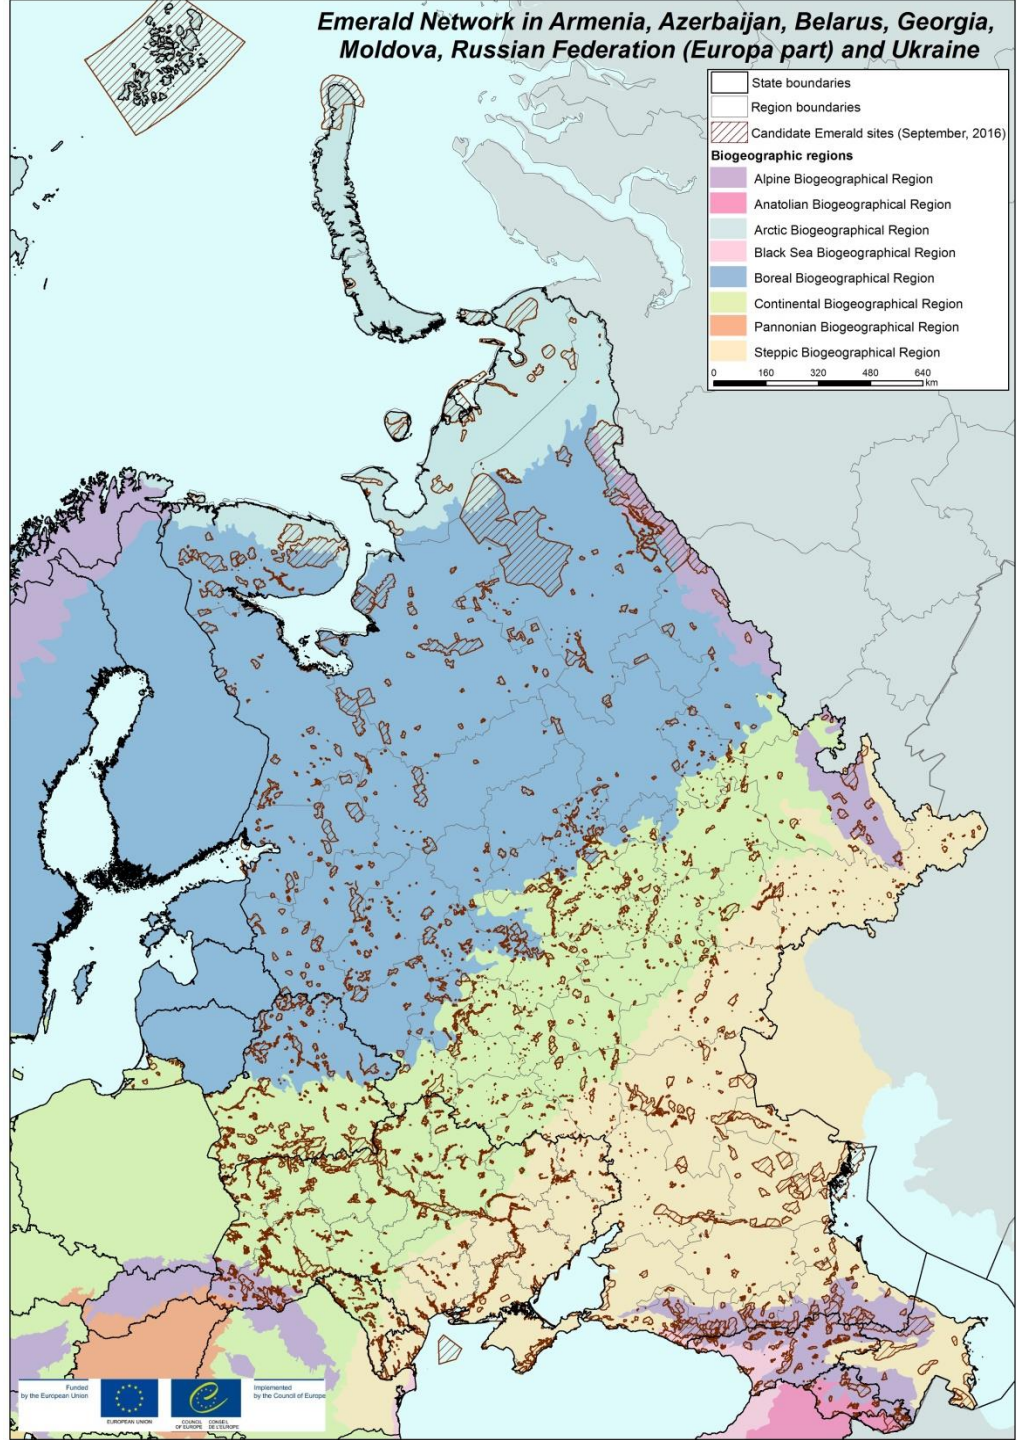 Emerald Network in Armenia, Azerbaijan, Belarus, Georgia,
Moldova, Russian Federation (Europa part) and Ukraine
State boundaries
Region boundaries
Candidate Emerald sites (September, 2016)
Biogeographic regions
Alpine Biogeographical Region
Anatolian Biogeographical Region
Arctic Biogeographical Region
Black Sea Biogeographical Region
Boreal Biogeographical Region
Continental Biogeographical Region
Pannonian Biogeographical Region
Steppic Biogeographical Region
0 160 320 480 640
km
Funded
by the European Union
EUROPEAN UNION
COUNCIL CONSEIL
OF EUROPE DE L'EUROPE
Implemented
by the Council of Europe